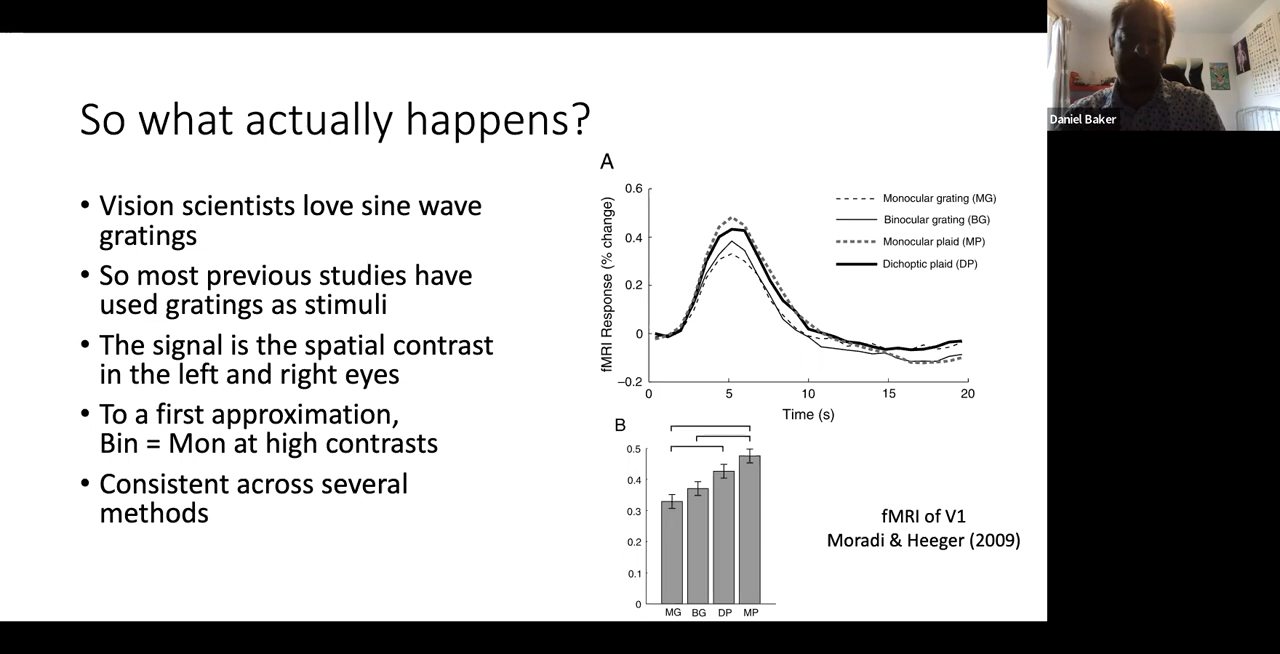 So what actually happens?
• Vision scientists love sine wave
gratings
• So most previous studies have
used gratings as stimuli
• The signal is the spatial contrast
in the left and right eyes
• To a first approximation,
Bin = Mon at high contrasts
• Consistent across several
methods
A
fMRI Response (% change)
0.6
0.4
0.2
0
–0.2
0 5 10 15 20
Time (s)
Monocular grating (MG)
Binocular grating (BG)
Monocular plaid (MP)
Dichoptic plaid (DP)
B
0.5
0.4
0.3
0.2
0.1
0
MG BG DP MP
fMRI of V1
Moradi & Heeger (2009)
Daniel Baker